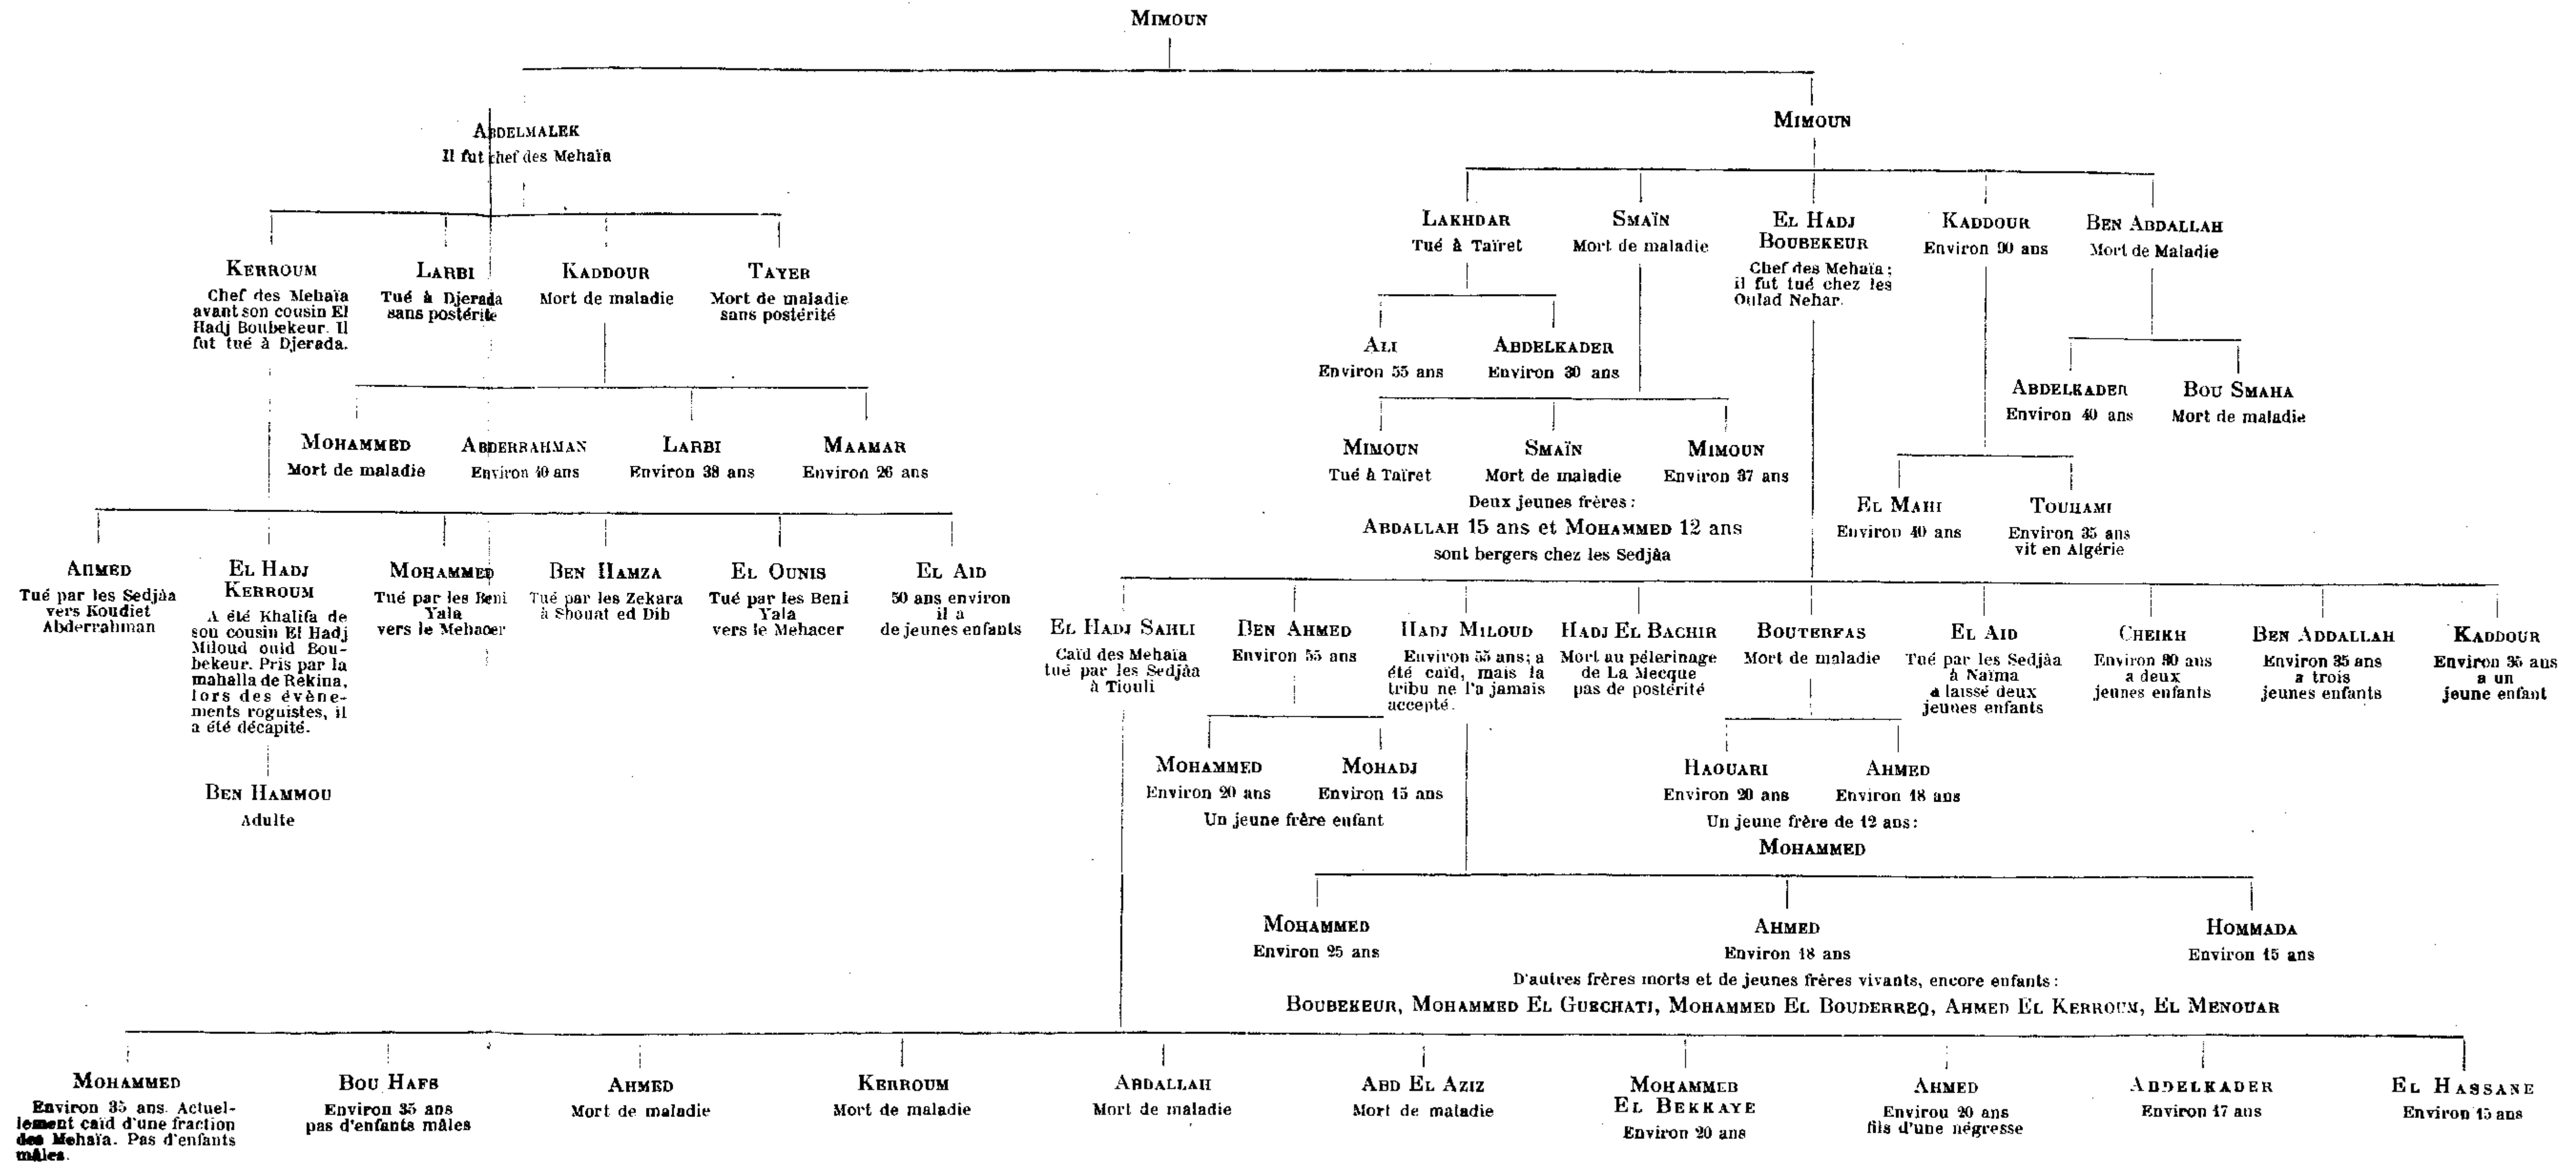 MIMOUN
ABDELMALEK
Il fut chef des Mehaïa
MIMOUN
KERROUM
Chef des Mehaïa
avant son cousin El
Hadj Boubekeur. Il
fut tué à Djerada.
LARBI
Tué à Djerada
sans postérité
KADDOUR
Mort de maladie
TAYEB
Mort de maladie
sans postérité
LAKHDAR
Tué à Taïret
SMAÏN
Mort de maladie
EL HADJ
BOUBEKEUR
Chef des Mehaïa;
il fut tué chez les
Oulad Nehar.
KADDOUR
Environ 90 ans
BEN ABDALLAH
Mort de Maladie
ALI
Environ 55 ans
ABDELKADER
Environ 30 ans
ABDELKADER
Environ 40 ans
BOU SMAHA
Mort de maladie
MOHAMMED
Mort de maladie
ABDERRAHMAN
Environ 40 ans
LARBI
Environ 38 ans
MAAMAR
Environ 26 ans
MIMOUN
Tué à Taïret
SMAÏN
Mort de maladie
MIMOUN
Environ 37 ans
Deux jeunes frères:
ABDALLAH 15 ans et MOHAMMED 12 ans
sont bergers chez les Sedjâa
EL MAHI
Environ 40 ans
TOUHAMI
Environ 35 ans
vit en Algérie
AHMED
Tué par les Sedjâa
vers Koudiet
Abderrahman
EL HADJ
KERROUM
A été Khalifa de
son cousin El Hadj
Miloud ould Bou-
bekeur. Pris par la
mahalla de Rekina,
lors des évène-
ments roguistes, il
a été décapité.
MOHAMMED
Tué par les Beni
Yala
vers le Mehacer
BEN HAMZA
Tué par les Zekara
à Shouat ed Dib
EL OUNIS
Tué par les Beni
Yala
vers le Mehacer
EL AID
50 ans environ
il a
de jeunes enfants
BEN HAMMOU
Adulte
EL HADJ SAHLI
Caïd des Mehaïa
tué par les Sedjâa
à Tiouli
BEN AHMED
Environ 55 ans
HADJ MILOUD
Environ 55 ans; a
été caïd, mais la
tribu ne l'a jamais
accepté.
HADJ EL BACHIR
Mort au pélerinage
de La Mecque
pas de postérité
BOUTERFAS
Mort de maladie
EL AID
Tué par les Sedjâa
à Naïma
a laissé deux
jeunes enfants
CHEIKH
Environ 30 ans
a deux
jeunes enfants
BEN ABDALLAH
Environ 35 ans
a trois
jeunes enfants
KADDOUR
Environ 35 ans
a un
jeune enfant
MOHAMMED
Environ 20 ans
MOHADJ
Environ 15 ans
Un jeune frère enfant
HAOUARI
Environ 20 ans
AHMED
Environ 18 ans
Un jeune frère de 12 ans:
MOHAMMED
MOHAMMED
Environ 25 ans
AHMED
Environ 18 ans
HOMMADA
Environ 15 ans
D'autres frères morts et de jeunes frères vivants, encore enfants:
BOUBEKEUR, MOHAMMED EL GUECHATI, MOHAMMED EL BOUDERREQ, AHMED EL KERROUM, EL MENOUAR
MOHAMMED
Environ 35 ans. Actuel-
lement caïd d'une fraction
des Mehaïa. Pas d'enfants
mâles.
BOU HAFS
Environ 35 ans
pas d'enfants mâles
AHMED
Mort de maladie
KERROUM
Mort de maladie
ABDALLAH
Mort de maladie
ABD EL AZIZ
Mort de maladie
MOHAMMED
EL BEKKAYE
Environ 20 ans
AHMED
Environ 20 ans
fils d'une négresse
ABDELKADER
Environ 17 ans
EL HASSANE
Environ 15 ans